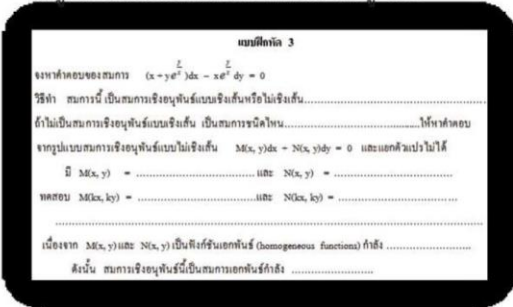 แบบฝึกหัด 3
จงหาคำตอบของสมการ (x + ye^{y/x})dx − xe^{y/x} dy = 0
วิธีทำ สมการนี้ เป็นสมการเชิงอนุพันธ์แบบเชิงเส้นหรือไม่เชิงเส้น..........................................................
ถ้าไม่เป็นสมการเชิงอนุพันธ์แบบเชิงเส้น เป็นสมการชนิดไหน.............................................ให้หาคำตอบ
จากรูปแบบสมการเชิงอนุพันธ์แบบไม่เชิงเส้น M(x, y)dx + N(x, y)dy = 0 และแยกตัวแปรไม่ได้
มี M(x, y) = ........................................ และ N(x, y) = ........................................
ทดสอบ M(kx, ky) = ........................................และ N(kx, ky) = ........................................
................................................................................................................................
เนื่องจาก M(x, y) และ N(x, y) เป็นฟังก์ชันเอกพันธ์ (homogeneous functions) กำลัง ............................
ดังนั้น สมการเชิงอนุพันธ์นี้เป็นสมการเอกพันธ์กำลัง ..........................